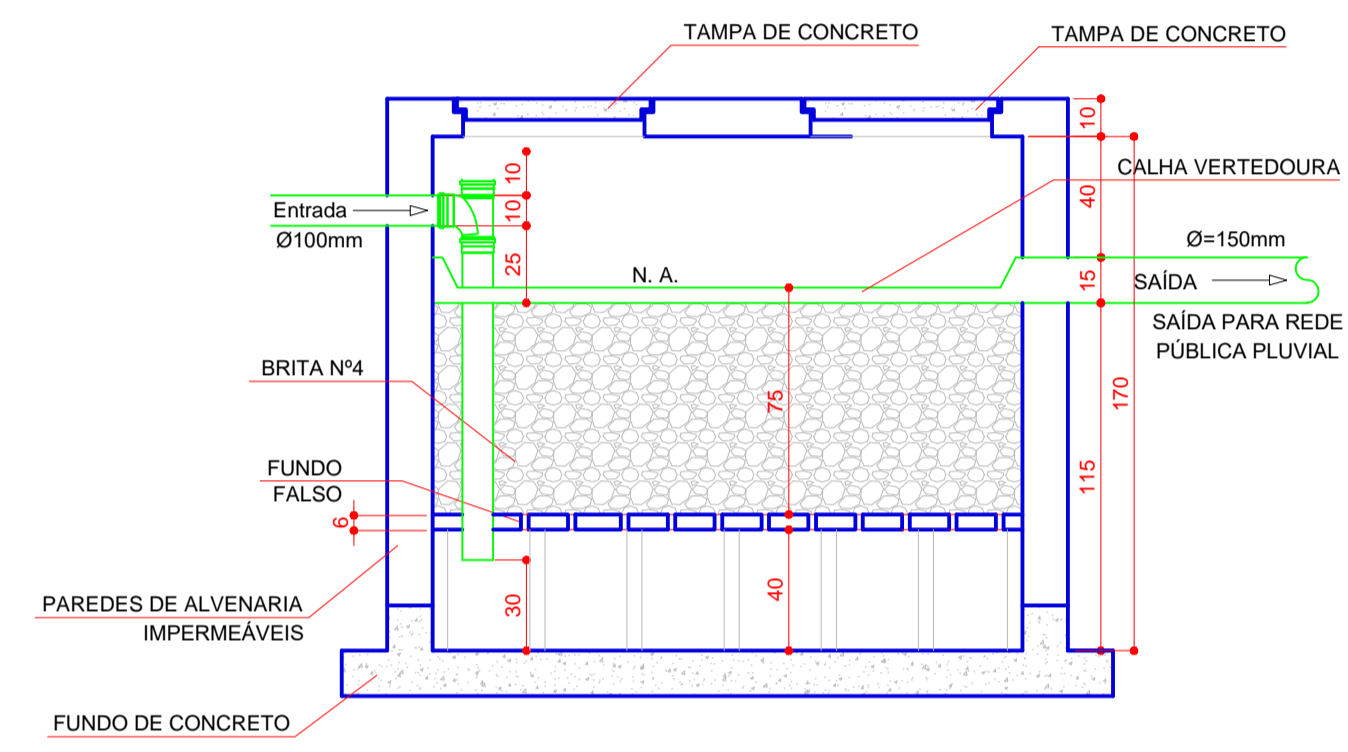 TAMPA DE CONCRETO
TAMPA DE CONCRETO
10
10
CALHA VERTEDOURA
40
Entrada
10
Ø100mm
Ø=150mm
25
N. A.
15
SAÍDA
SAÍDA PARA REDE
PÚBLICA PLUVIAL
BRITA Nº4
75
170
115
FUNDO
FALSO
6
40
30
PAREDES DE ALVENARIA
IMPERMEÁVEIS
FUNDO DE CONCRETO